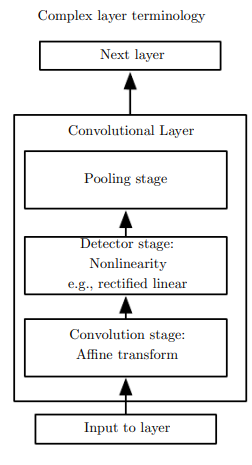 Complex layer terminology
Next layer
Convolutional Layer
Pooling stage
Detector stage:
Nonlinearity
e.g., rectified linear
Convolution stage:
Affine transform
Input to layer